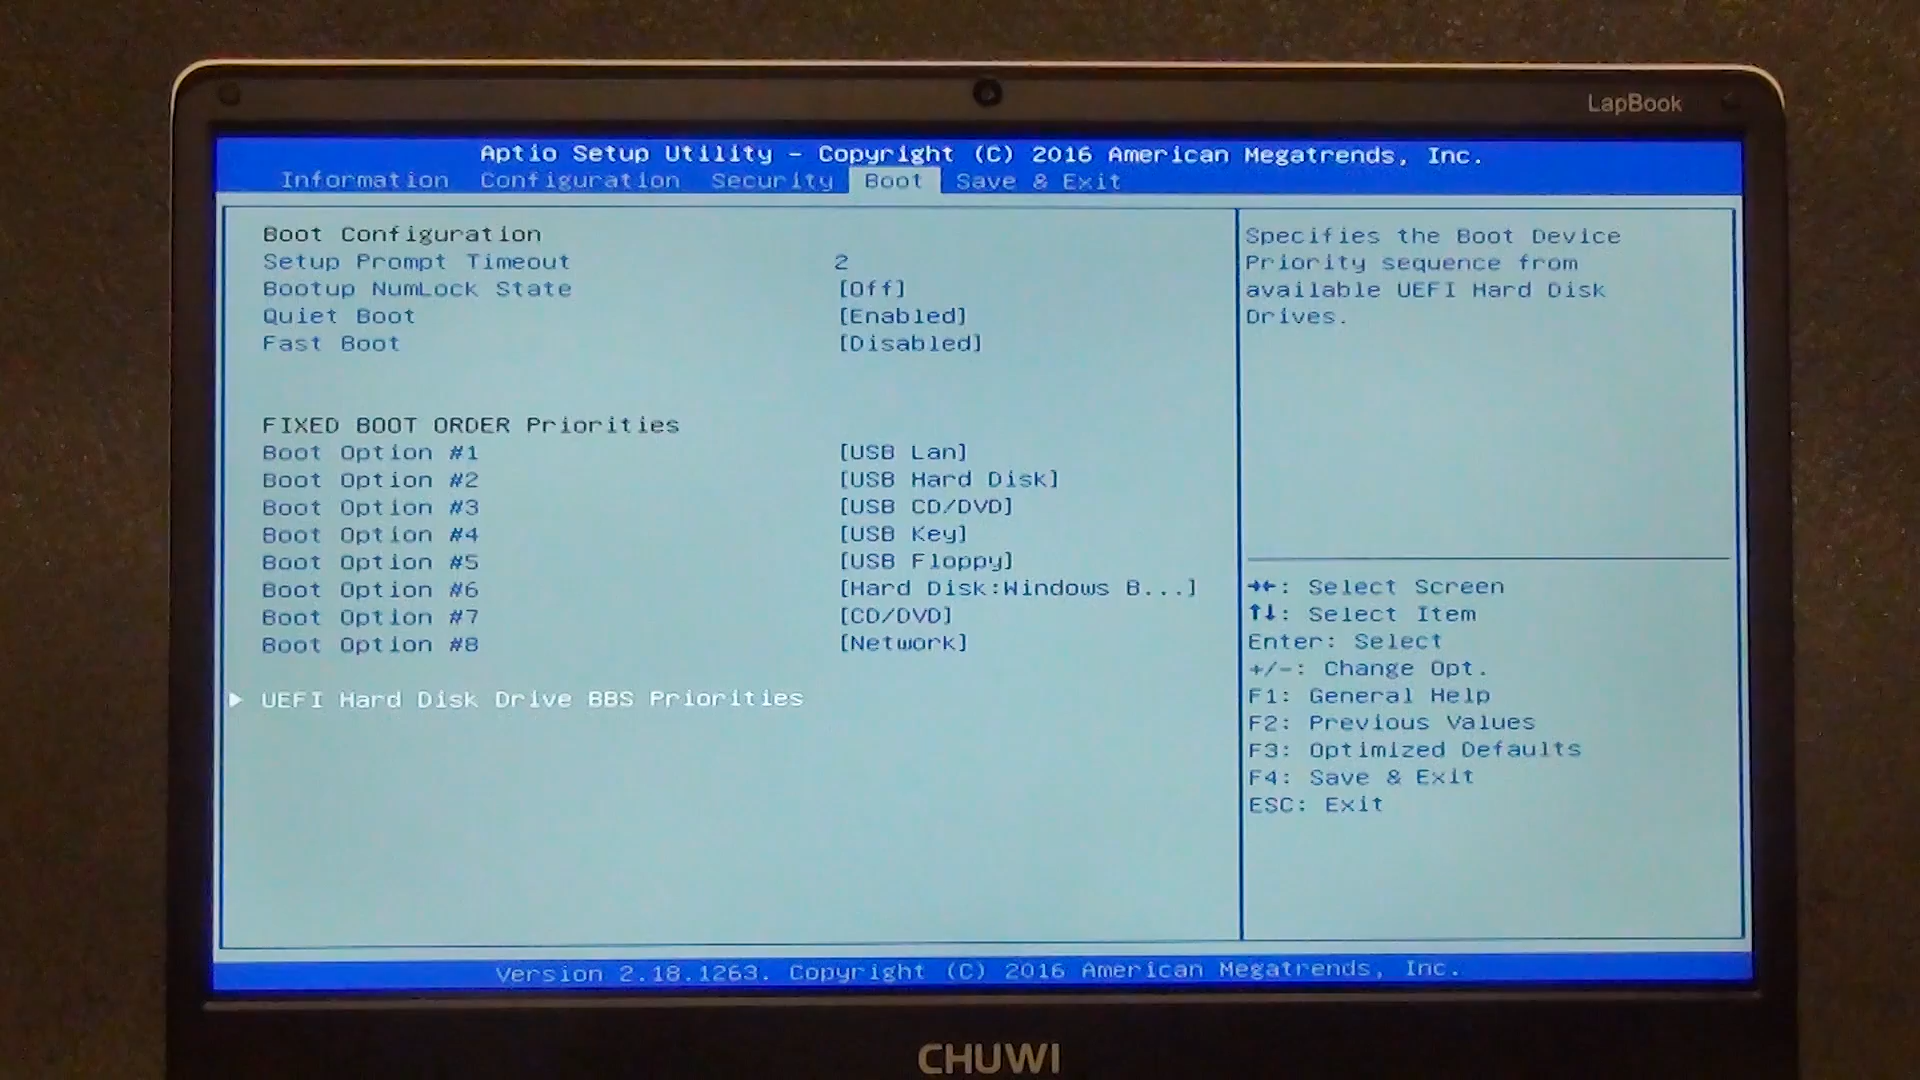 LapBook
Aptio Setup Utility - Copyright (C) 2016 American Megatrends, Inc.
Information Configuration Security Boot Save & Exit
Boot Configuration
Setup Prompt Timeout 2
Bootup NumLock State [Off]
Quiet Boot [Enabled]
Fast Boot [Disabled]
FIXED BOOT ORDER Priorities
Boot Option #1 [USB Lan]
Boot Option #2 [USB Hard Disk]
Boot Option #3 [USB CD/DVD]
Boot Option #4 [USB Key]
Boot Option #5 [USB Floppy]
Boot Option #6 [Hard Disk:Windows B...]
Boot Option #7 [CD/DVD]
Boot Option #8 [Network]
▶ UEFI Hard Disk Drive BBS Priorities
Specifies the Boot Device
Priority sequence from
available UEFI Hard Disk
Drives.
→←: Select Screen
↑↓: Select Item
Enter: Select
+/-: Change Opt.
F1: General Help
F2: Previous Values
F3: Optimized Defaults
F4: Save & Exit
ESC: Exit
Version 2.18.1263. Copyright (C) 2016 American Megatrends, Inc.
CHUWI